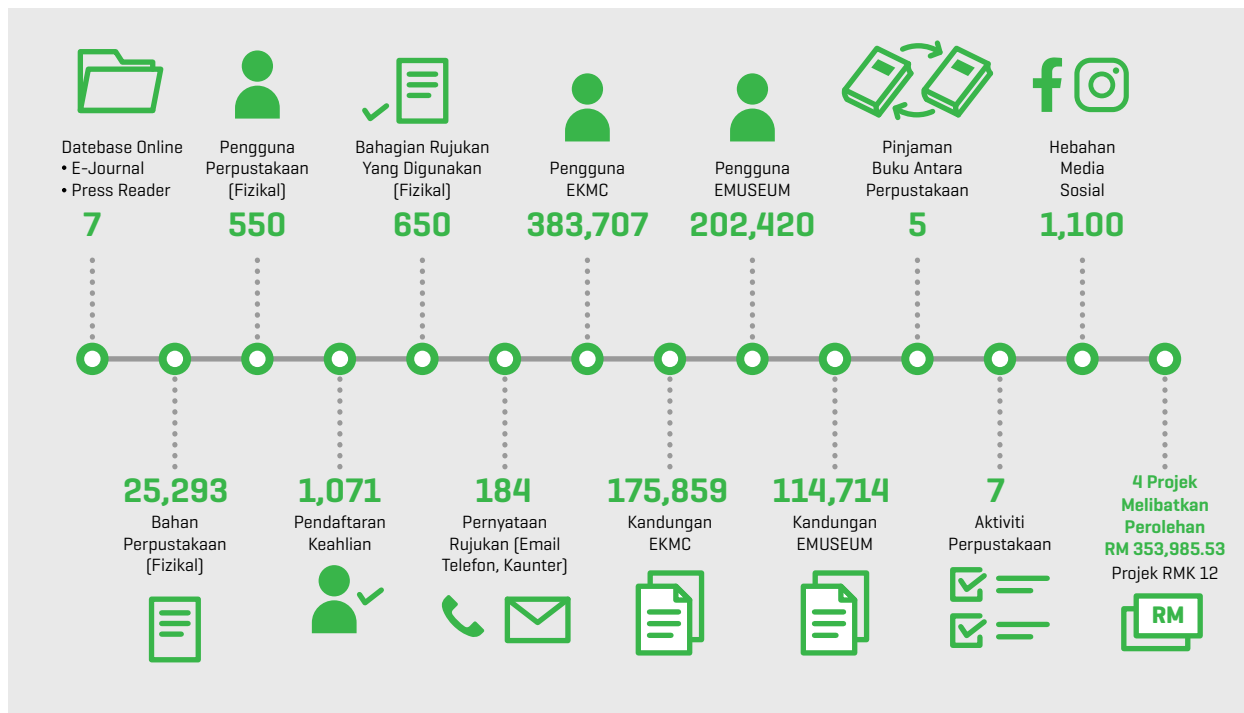 Datebase Online
• E-Journal
• Press Reader
7
Pengguna
Perpustakaan
(Fizikal)
550
Bahagian Rujukan
Yang Digunakan
(Fizikal)
650
Pengguna
EKMC
383,707
Pengguna
EMUSEUM
202,420
Pinjaman
Buku Antara
Perpustakaan
5
Hebahan
Media
Sosial
1,100
25,293
Bahan
Perpustakaan
(Fizikal)
1,071
Pendaftaran
Keahlian
184
Pernyataan
Rujukan (Email
Telefon, Kaunter)
175,859
Kandungan
EKMC
114,714
Kandungan
EMUSEUM
7
Aktiviti
Perpustakaan
4 Projek
Melibatkan
Perolehan
RM 353,985.53
Projek RMK 12
RM